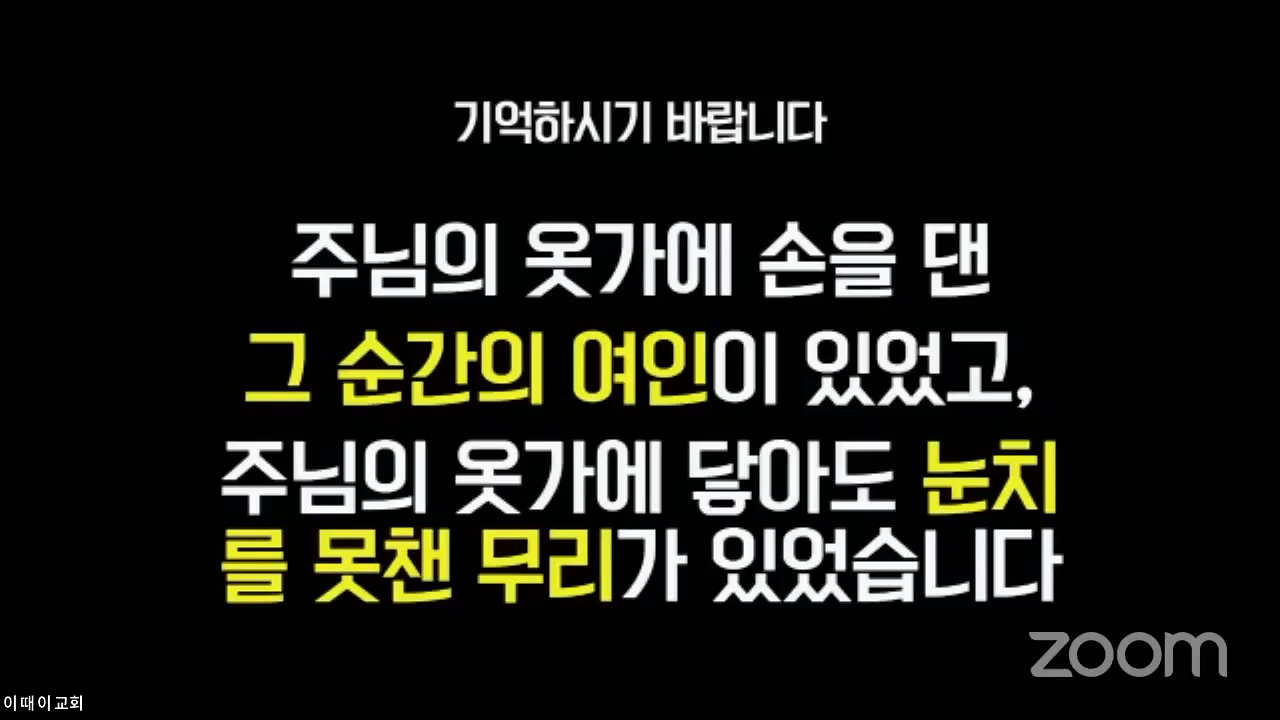 기억하시기 바랍니다
주님의 옷가에 손을 댄
그 순간의 여인이 있었고,
주님의 옷가에 닿아도 눈치
를 못챈 무리가 있었습니다
zoom
이 때 이 교회